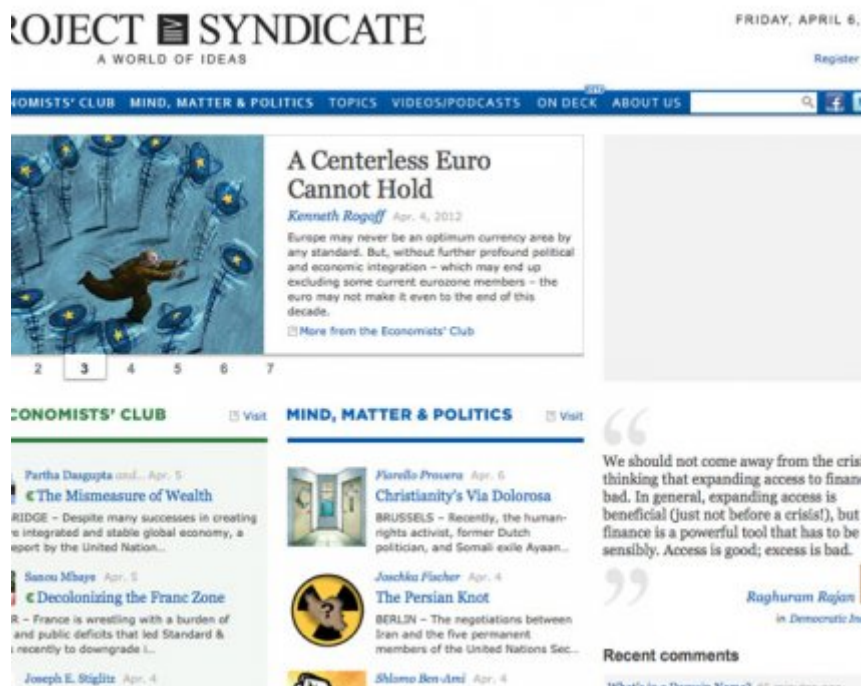 ROJECT SYNDICATE
A WORLD OF IDEAS
FRIDAY, APRIL 6,
Register
NOMISTS' CLUB MIND, MATTER & POLITICS TOPICS VIDEOS/PODCASTS ON DECK ABOUT US
A Centerless Euro
Cannot Hold
Kenneth Rogoff Apr. 4, 2012
Europe may never be an optimum currency area by
any standard. But, without further profound political
and economic integration – which may end up
excluding some current eurozone members – the
euro may not make it even to the end of this
decade.
More from the Economists' Club
2 3 4 5 6 7
CONOMISTS' CLUB Visit
Partha Dasgupta and... Apr. 5
The Mismeasure of Wealth
RIDGE – Despite many successes in creating
e integrated and stable global economy, a
eport by the United Nation...
Sanou Mbaye Apr. 5
Decolonizing the Franc Zone
R – France is wrestling with a burden of
and public deficits that led Standard &
recently to downgrade i...
Joseph E. Stiglitz Apr. 4
MIND, MATTER & POLITICS Visit
Fiorello Provera Apr. 6
Christianity's Via Dolorosa
BRUSSELS – Recently, the human-
rights activist, former Dutch
politician, and Somali exile Ayaan...
Joschka Fischer Apr. 4
The Persian Knot
BERLIN – The negotiations between
Iran and the five permanent
members of the United Nations Sec...
Shlomo Ben-Ami Apr. 4
We should not come away from the cris
thinking that expanding access to financ
bad. In general, expanding access is
beneficial (just not before a crisis!), but
finance is a powerful tool that has to be
sensibly. Access is good; excess is bad.
Raghuram Rajan
in Democratic In
Recent comments